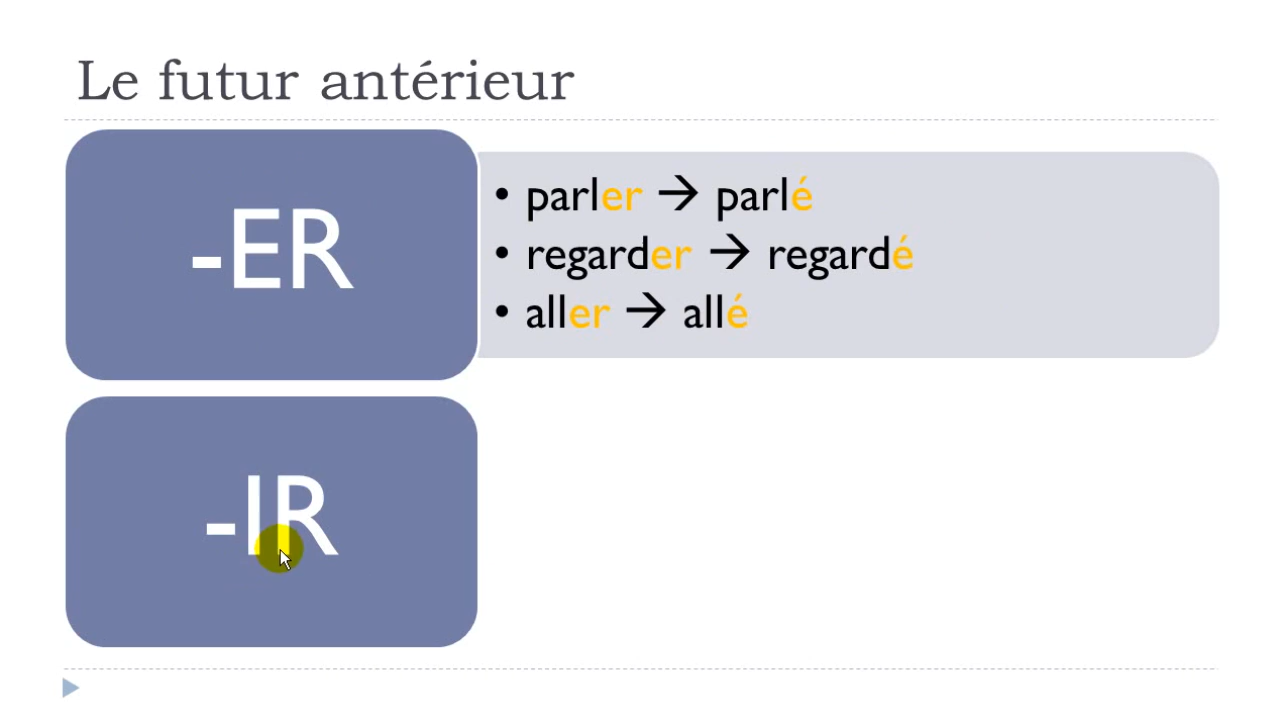 Le futur antérieur
-ER
• parler → parlé
• regarder → regardé
• aller → allé
-IR